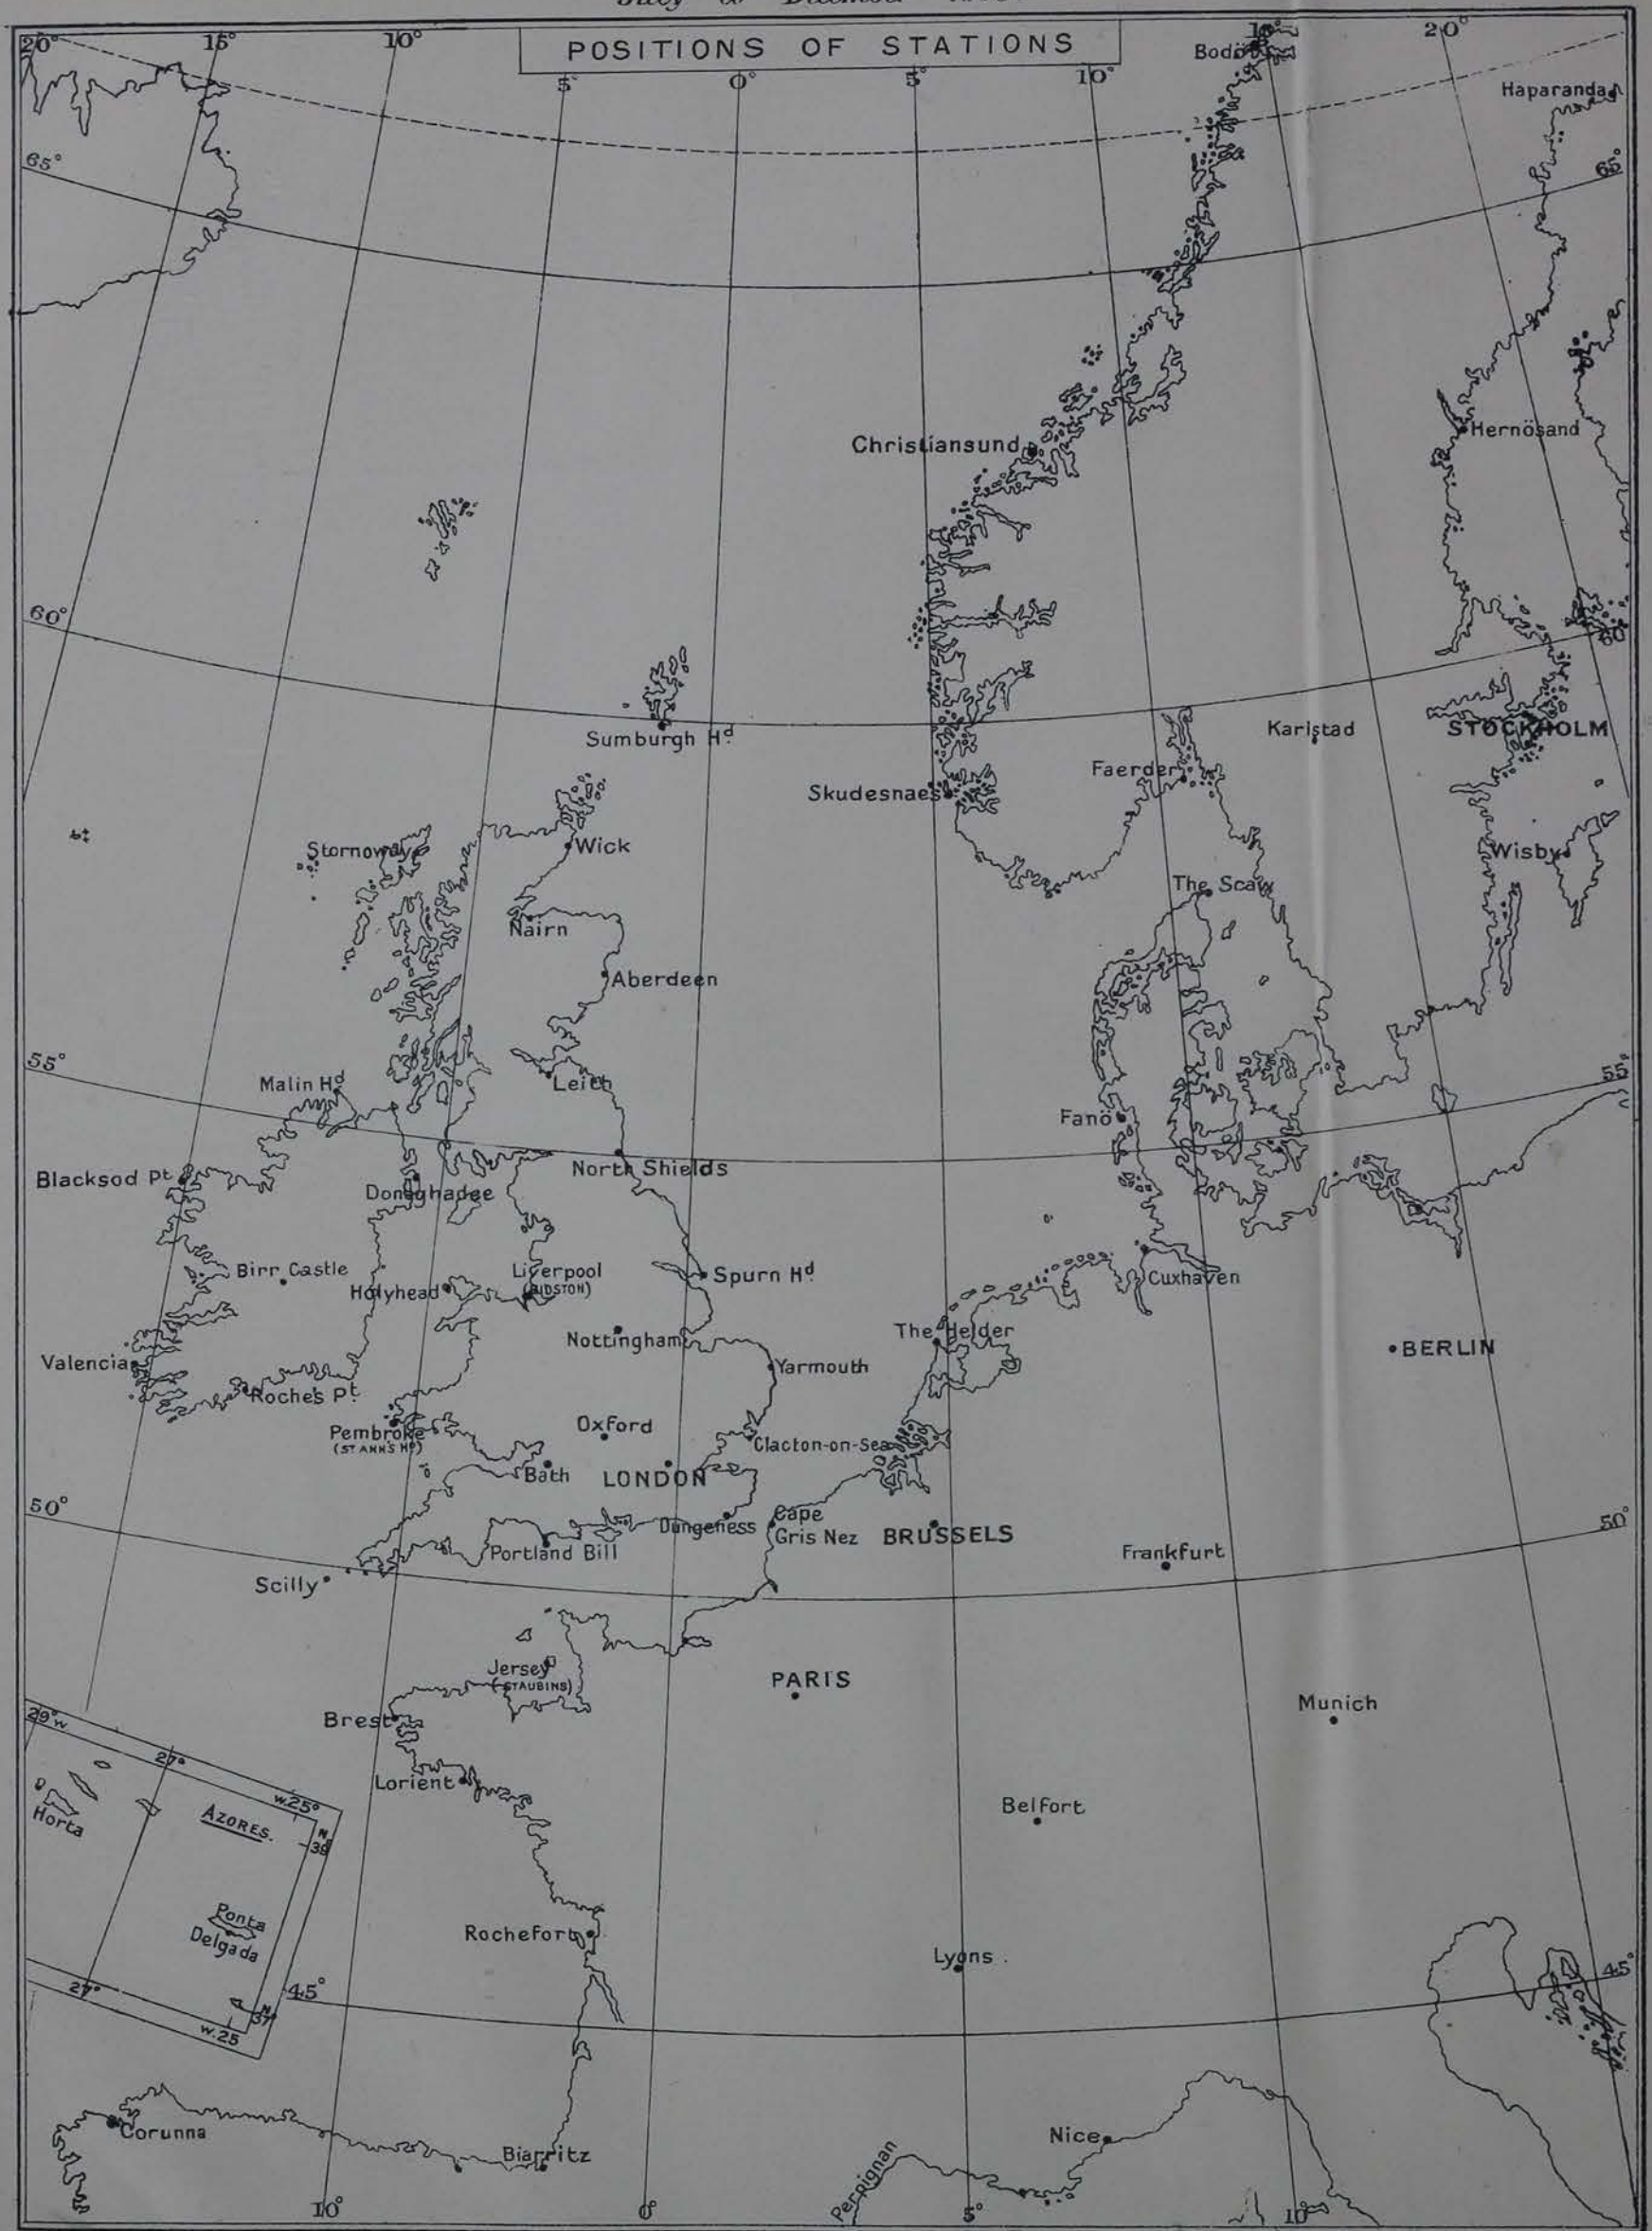 POSITIONS OF STATIONS
20°
15°
10°
5°
0°
5°
10°
15°
20°
Bodö
Haparanda
65°
65°
Christiansund
Hernösand
60°
60°
Sumburgh Hd.
Karlstad
STOCKHOLM
Faerder
Skudesnaes
Stornoway
Wick
Wisby
The Scaw
Nairn
Aberdeen
55°
55°
Malin Hd
Leith
Fanö
North Shields
Blacksod Pt
Donaghadee
Birr Castle
Liverpool
(BIDSTON)
Spurn Hd.
Holyhead
Cuxhaven
Nottingham
The Helder
BERLIN
Valencia
Yarmouth
Roche's Pt.
Pembroke
(ST ANN'S HD)
Oxford
Clacton-on-Sea
Bath
LONDON
50°
50°
Dungeness
Cape
Gris Nez
BRUSSELS
Portland Bill
Frankfurt
Scilly
Jersey
(ST AUBINS)
PARIS
Brest
Munich
29°W
27°
W.25°
Lorient
Horta
AZORES.
N
39
Belfort
Ponta
Delgada
Rochefort
Lyons
45°
45°
27°
W.25
N
37°
Corunna
Biarritz
Perpignan
Nice
10°
0°
5°
10°